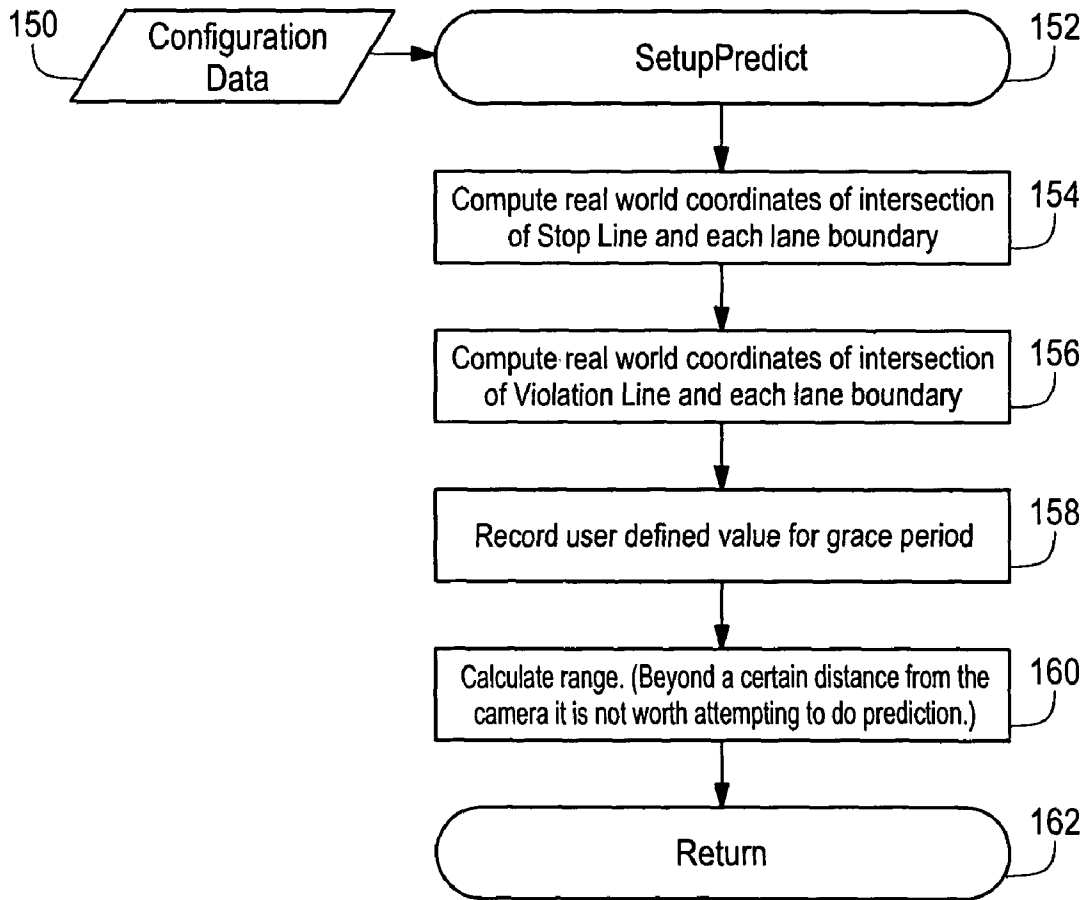 150
Configuration
Data
SetupPredict
152
Compute real world coordinates of intersection
of Stop Line and each lane boundary
154
Compute real world coordinates of intersection
of Violation Line and each lane boundary
156
Record user defined value for grace period
158
Calculate range. (Beyond a certain distance from the
camera it is not worth attempting to do prediction.)
160
Return
162